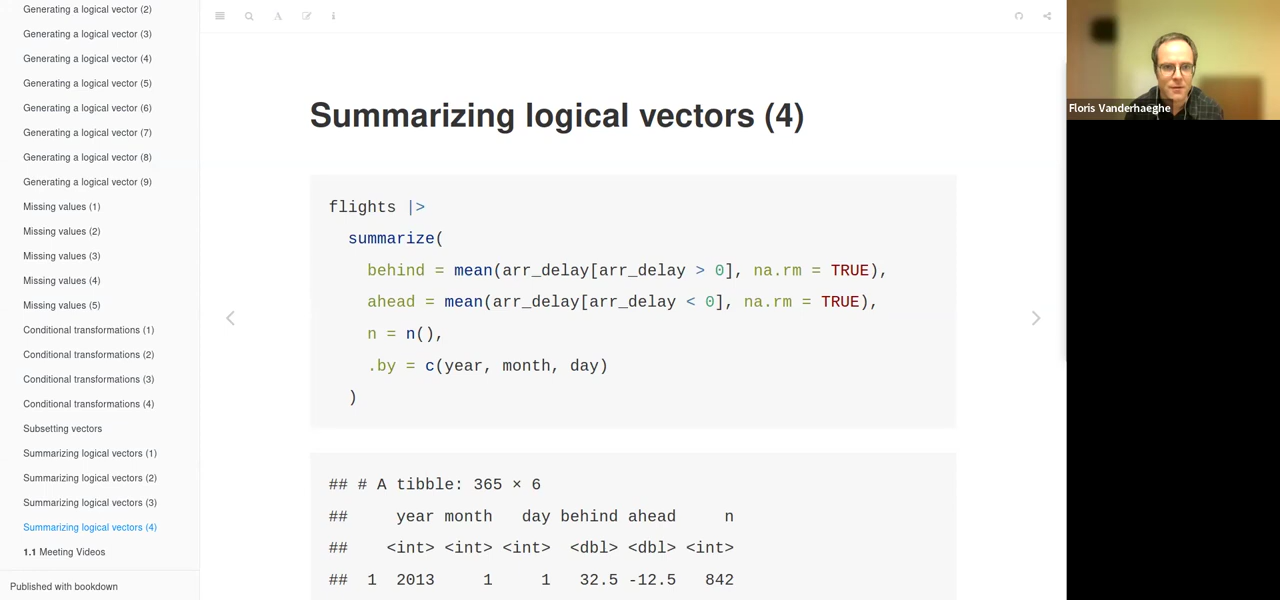 Generating a logical vector (2)
Generating a logical vector (3)
Generating a logical vector (4)
Generating a logical vector (5)
Generating a logical vector (6)
Generating a logical vector (7)
Generating a logical vector (8)
Generating a logical vector (9)
Missing values (1)
Missing values (2)
Missing values (3)
Missing values (4)
Missing values (5)
Conditional transformations (1)
Conditional transformations (2)
Conditional transformations (3)
Conditional transformations (4)
Subsetting vectors
Summarizing logical vectors (1)
Summarizing logical vectors (2)
Summarizing logical vectors (3)
Summarizing logical vectors (4)
1.1 Meeting Videos
Published with bookdown
Summarizing logical vectors (4)
flights |>
  summarize(
    behind = mean(arr_delay[arr_delay > 0], na.rm = TRUE),
    ahead = mean(arr_delay[arr_delay < 0], na.rm = TRUE),
    n = n(),
    .by = c(year, month, day)
  )
## # A tibble: 365 × 6
##     year month   day behind ahead     n
##    <int> <int> <int>  <dbl> <dbl> <int>
##  1  2013     1     1   32.5 -12.5   842
Floris Vanderhaeghe